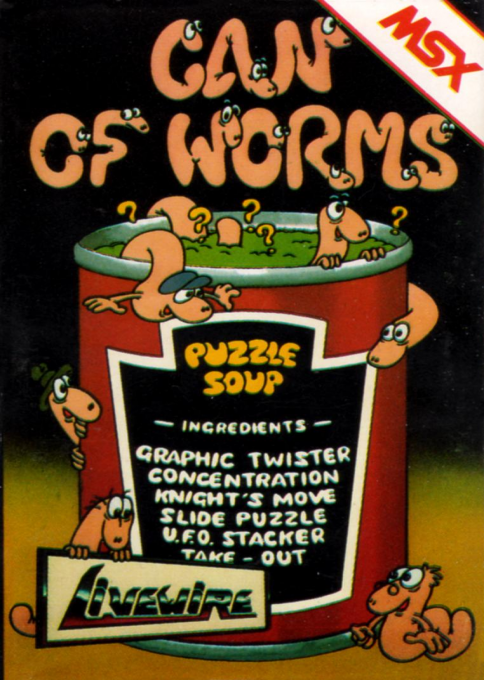 MSX
CAN
OF WORMS
? ? ? ? ?
PUZZLE
SOUP
— INGREDIENTS —
GRAPHIC TWISTER
CONCENTRATION
KNIGHT'S MOVE
SLIDE PUZZLE
U.F.O. STACKER
TAKE - OUT
LIVEWIRE